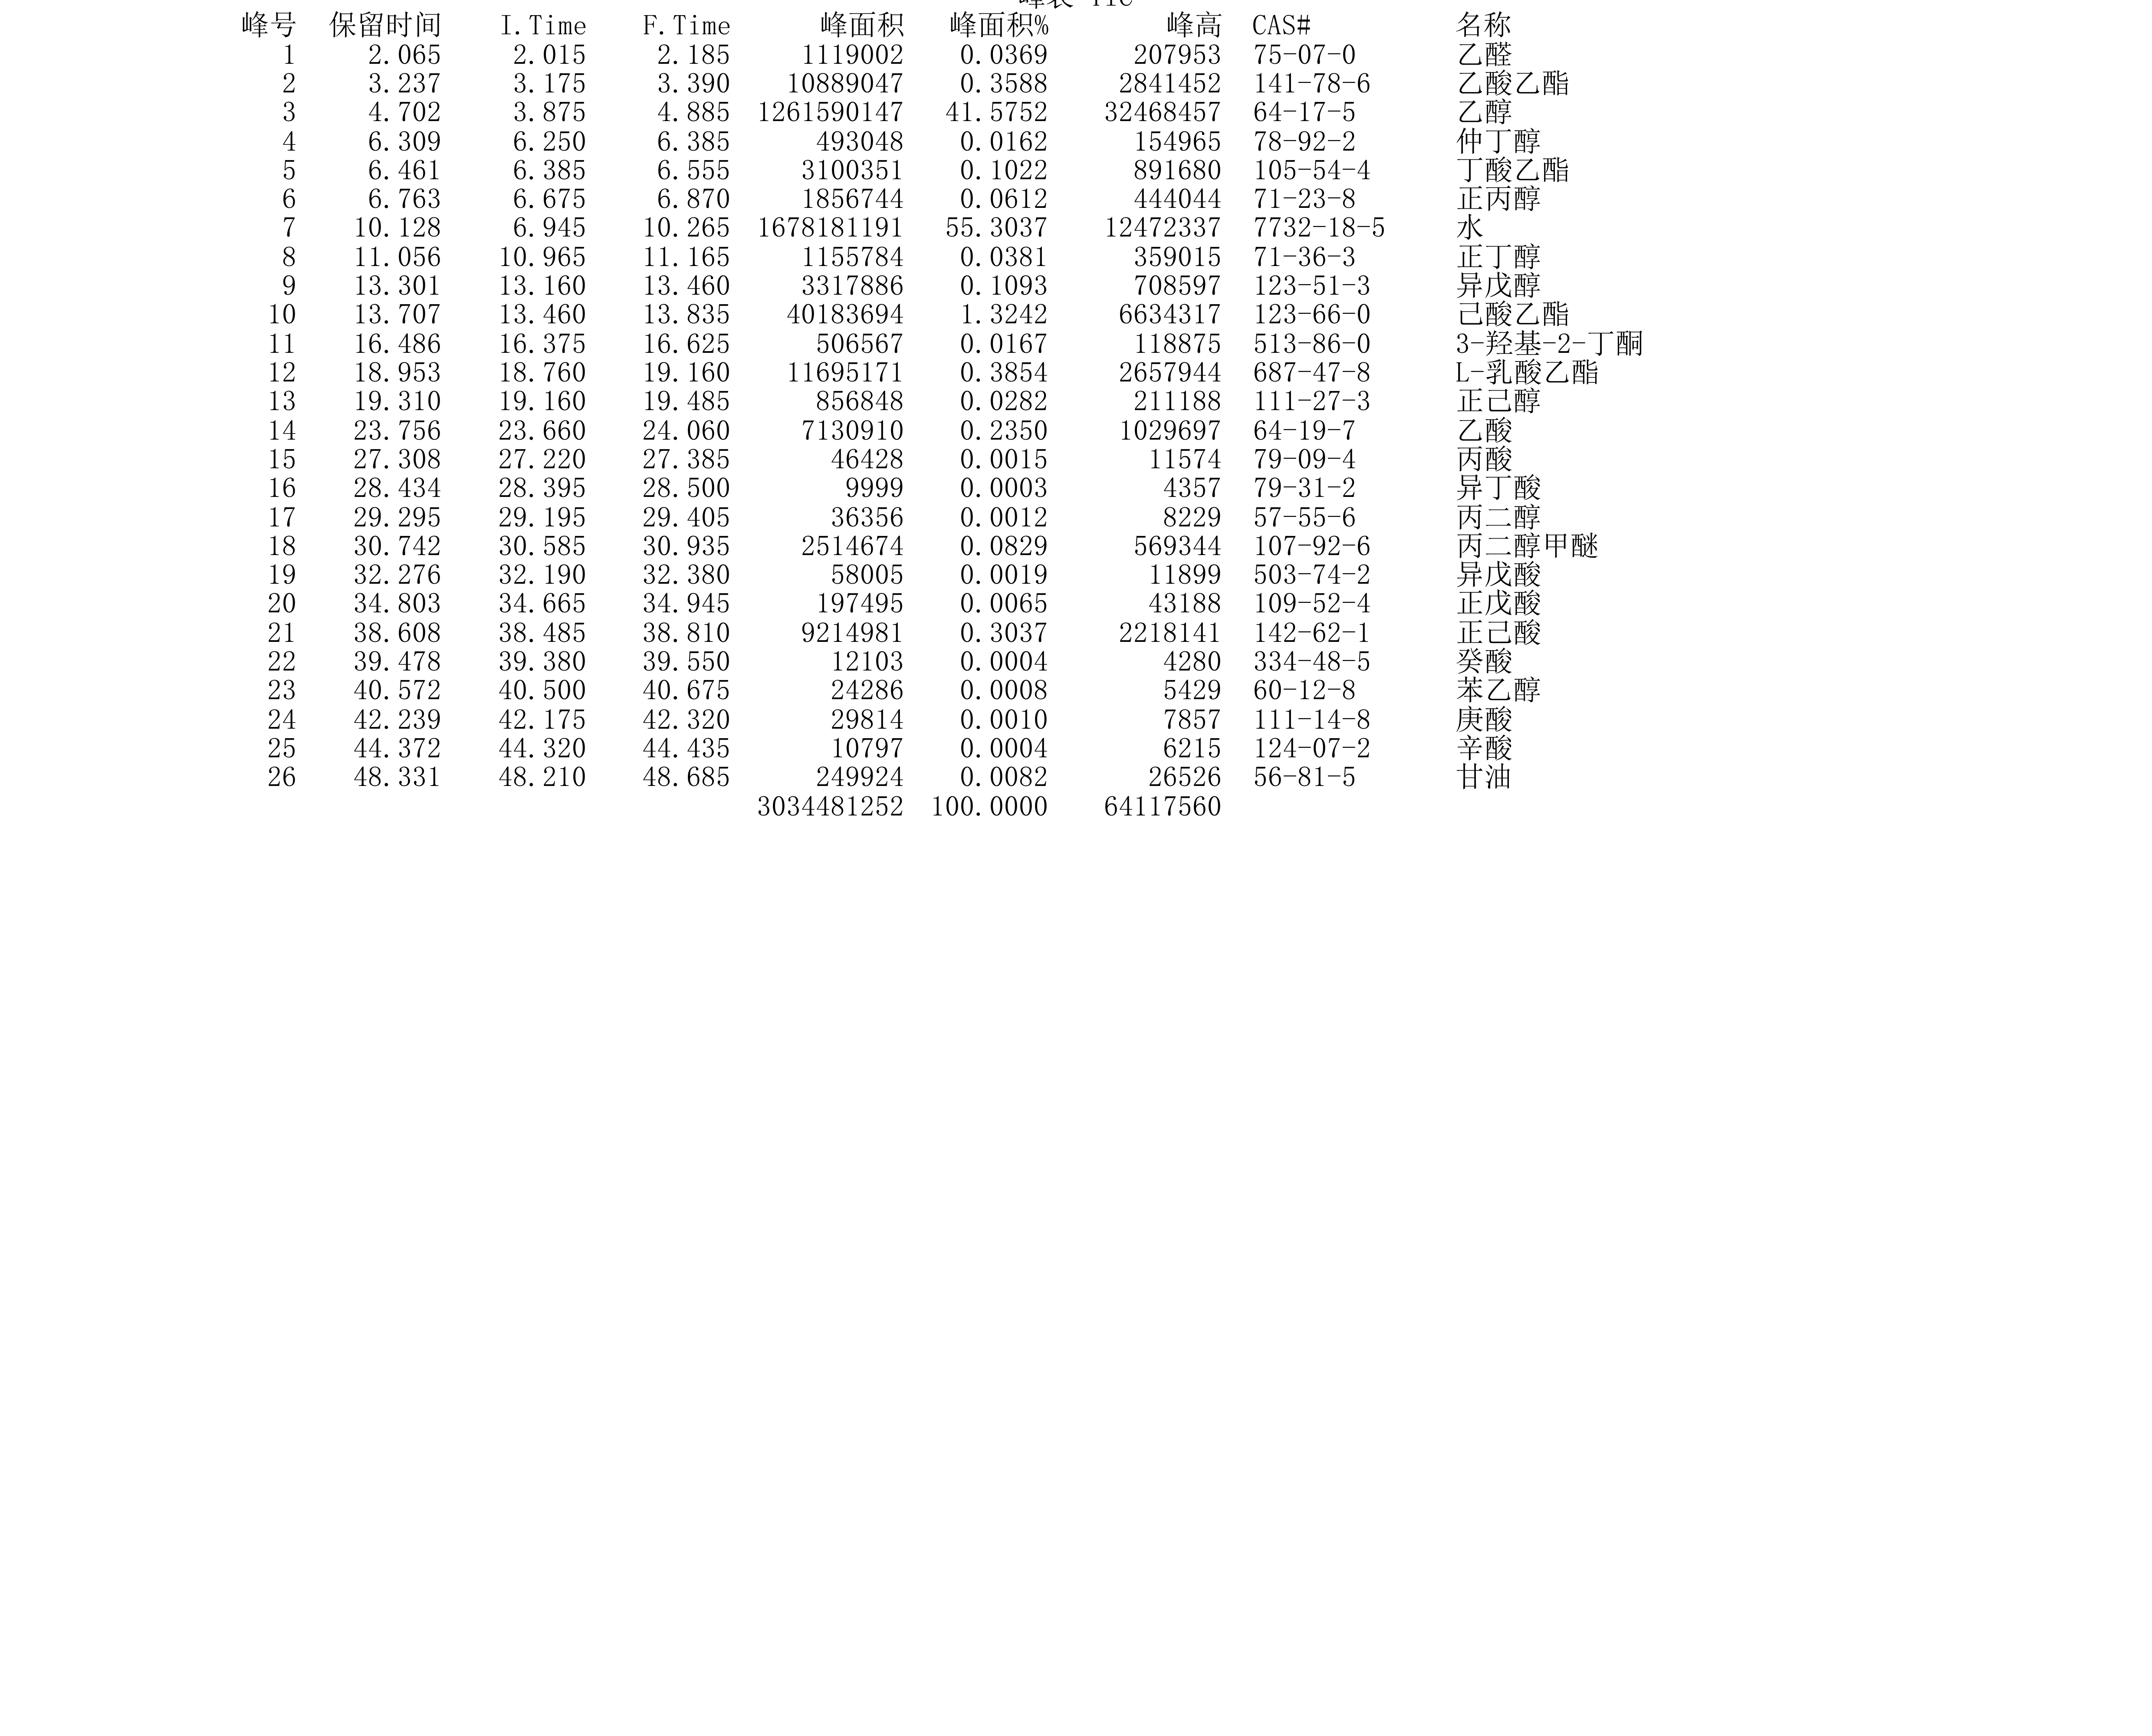 峰表 TIC
峰号 保留时间 I.Time F.Time 峰面积 峰面积% 峰高 CAS# 名称
1 2.065 2.015 2.185 1119002 0.0369 207953 75-07-0 乙醛
2 3.237 3.175 3.390 10889047 0.3588 2841452 141-78-6 乙酸乙酯
3 4.702 3.875 4.885 1261590147 41.5752 32468457 64-17-5 乙醇
4 6.309 6.250 6.385 493048 0.0162 154965 78-92-2 仲丁醇
5 6.461 6.385 6.555 3100351 0.1022 891680 105-54-4 丁酸乙酯
6 6.763 6.675 6.870 1856744 0.0612 444044 71-23-8 正丙醇
7 10.128 6.945 10.265 1678181191 55.3037 12472337 7732-18-5 水
8 11.056 10.965 11.165 1155784 0.0381 359015 71-36-3 正丁醇
9 13.301 13.160 13.460 3317886 0.1093 708597 123-51-3 异戊醇
10 13.707 13.460 13.835 40183694 1.3242 6634317 123-66-0 己酸乙酯
11 16.486 16.375 16.625 506567 0.0167 118875 513-86-0 3-羟基-2-丁酮
12 18.953 18.760 19.160 11695171 0.3854 2657944 687-47-8 L-乳酸乙酯
13 19.310 19.160 19.485 856848 0.0282 211188 111-27-3 正己醇
14 23.756 23.660 24.060 7130910 0.2350 1029697 64-19-7 乙酸
15 27.308 27.220 27.385 46428 0.0015 11574 79-09-4 丙酸
16 28.434 28.395 28.500 9999 0.0003 4357 79-31-2 异丁酸
17 29.295 29.195 29.405 36356 0.0012 8229 57-55-6 丙二醇
18 30.742 30.585 30.935 2514674 0.0829 569344 107-92-6 丙二醇甲醚
19 32.276 32.190 32.380 58005 0.0019 11899 503-74-2 异戊酸
20 34.803 34.665 34.945 197495 0.0065 43188 109-52-4 正戊酸
21 38.608 38.485 38.810 9214981 0.3037 2218141 142-62-1 正己酸
22 39.478 39.380 39.550 12103 0.0004 4280 334-48-5 癸酸
23 40.572 40.500 40.675 24286 0.0008 5429 60-12-8 苯乙醇
24 42.239 42.175 42.320 29814 0.0010 7857 111-14-8 庚酸
25 44.372 44.320 44.435 10797 0.0004 6215 124-07-2 辛酸
26 48.331 48.210 48.685 249924 0.0082 26526 56-81-5 甘油
3034481252 100.0000 64117560